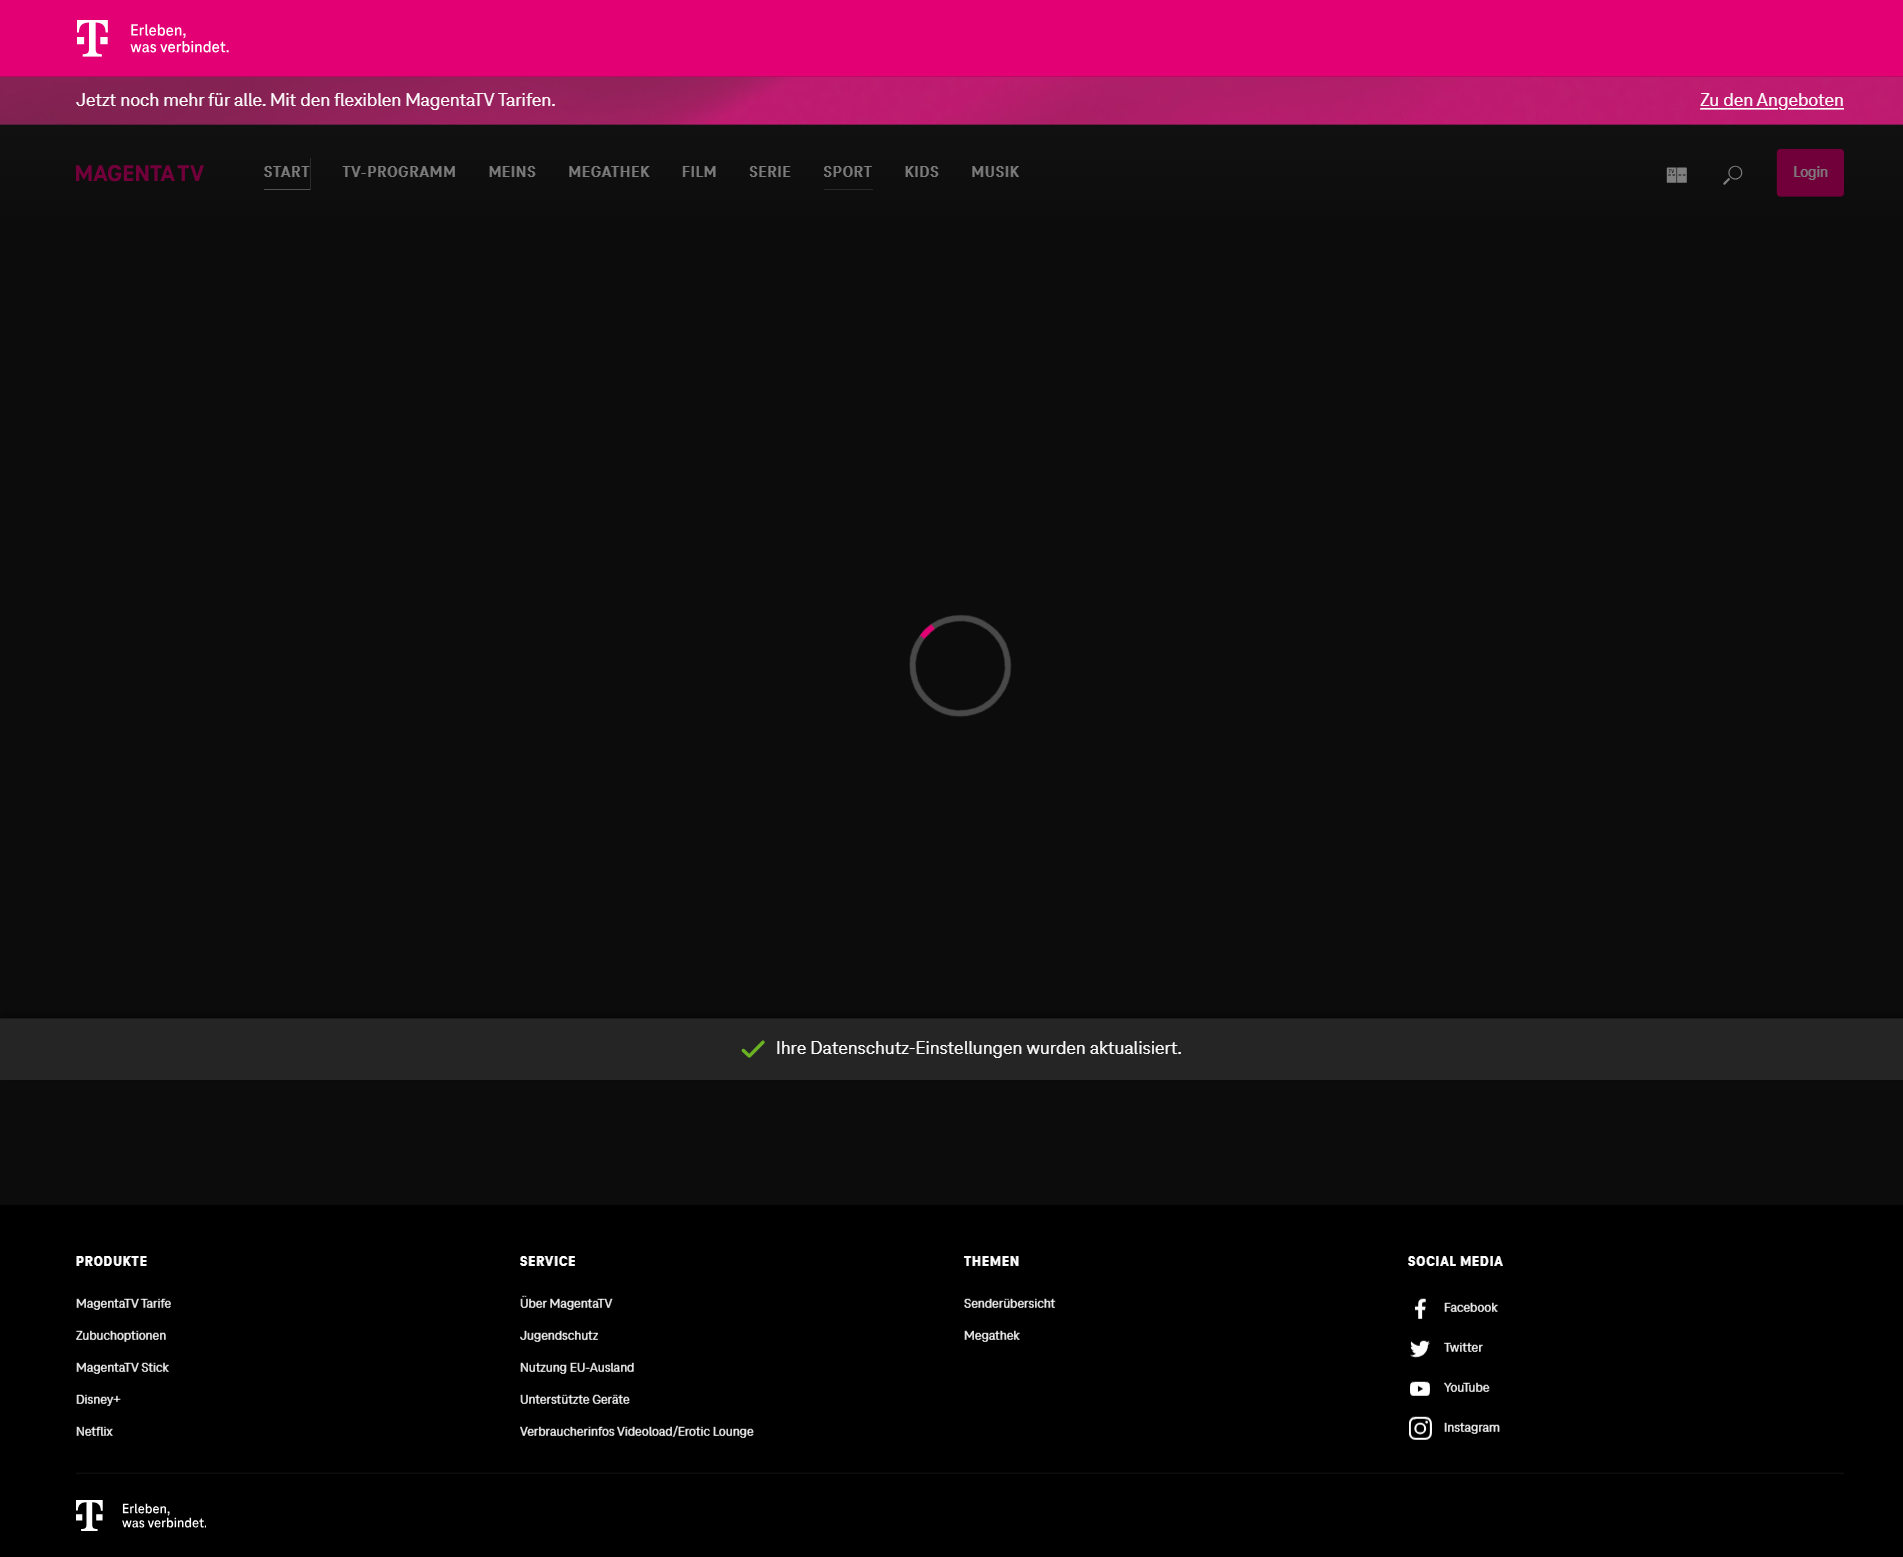 Erleben,
was verbindet.
Jetzt noch mehr für alle. Mit den flexiblen MagentaTV Tarifen.
Zu den Angeboten
MAGENTA TV
START
TV-PROGRAMM
MEINS
MEGATHEK
FILM
SERIE
SPORT
KIDS
MUSIK
Login
Ihre Datenschutz-Einstellungen wurden aktualisiert.
PRODUKTE
MagentaTV Tarife
Zubuchoptionen
MagentaTV Stick
Disney+
Netflix
SERVICE
Über MagentaTV
Jugendschutz
Nutzung EU-Ausland
Unterstützte Geräte
Verbraucherinfos Videoload/Erotic Lounge
THEMEN
Senderübersicht
Megathek
SOCIAL MEDIA
Facebook
Twitter
YouTube
Instagram
Erleben,
was verbindet.